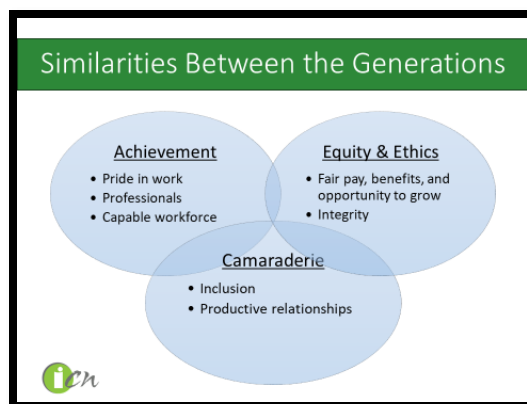 Similarities Between the Generations
Achievement
• Pride in work
• Professionals
• Capable workforce
Equity & Ethics
• Fair pay, benefits, and
opportunity to grow
• Integrity
Camaraderie
• Inclusion
• Productive relationships
icn